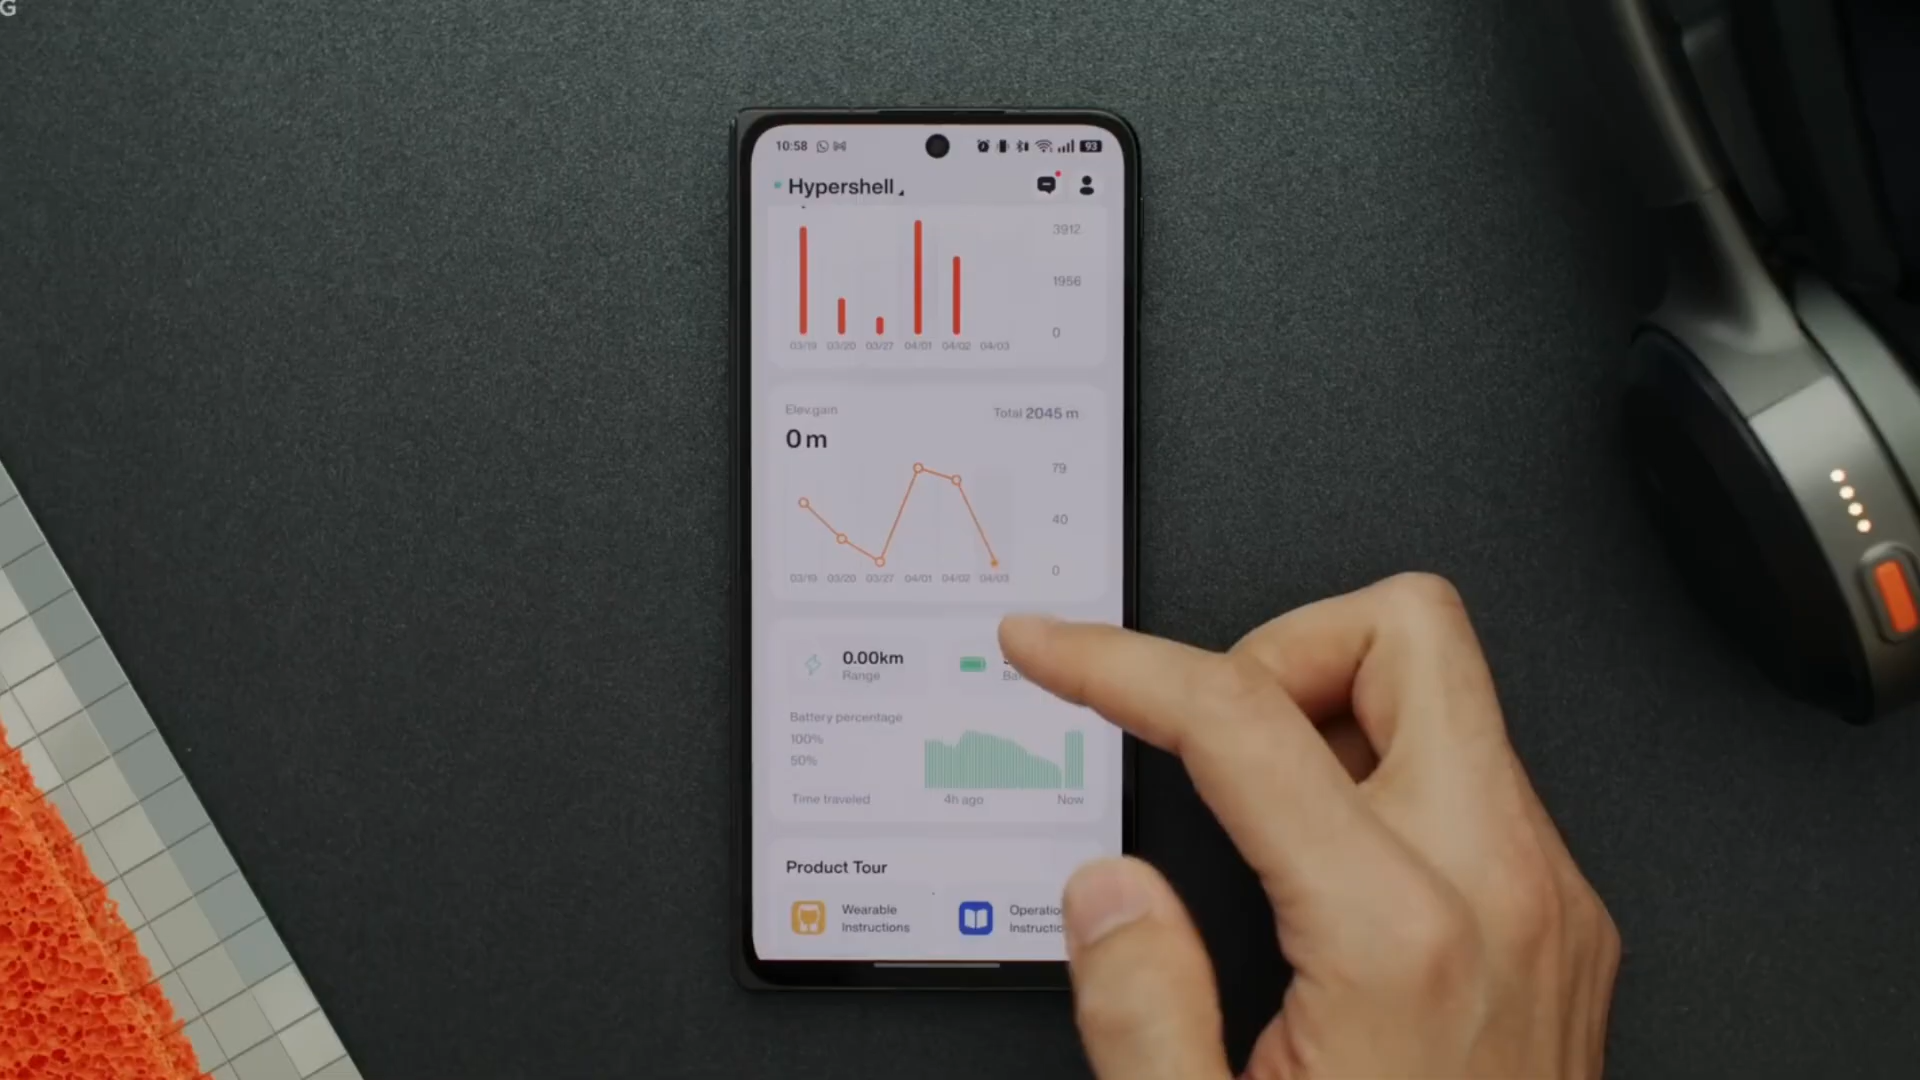 G
10:58
93
Hypershell
3912
1956
0
03/19 03/20 03/27 04/01 04/02 04/03
Elev.gain
Total 2045 m
0 m
79
40
0
03/19 03/20 03/27 04/01 04/02 04/03
0.00km
Range
Battery percentage
100%
50%
Time traveled
4h ago
Now
Product Tour
Wearable
Instructions